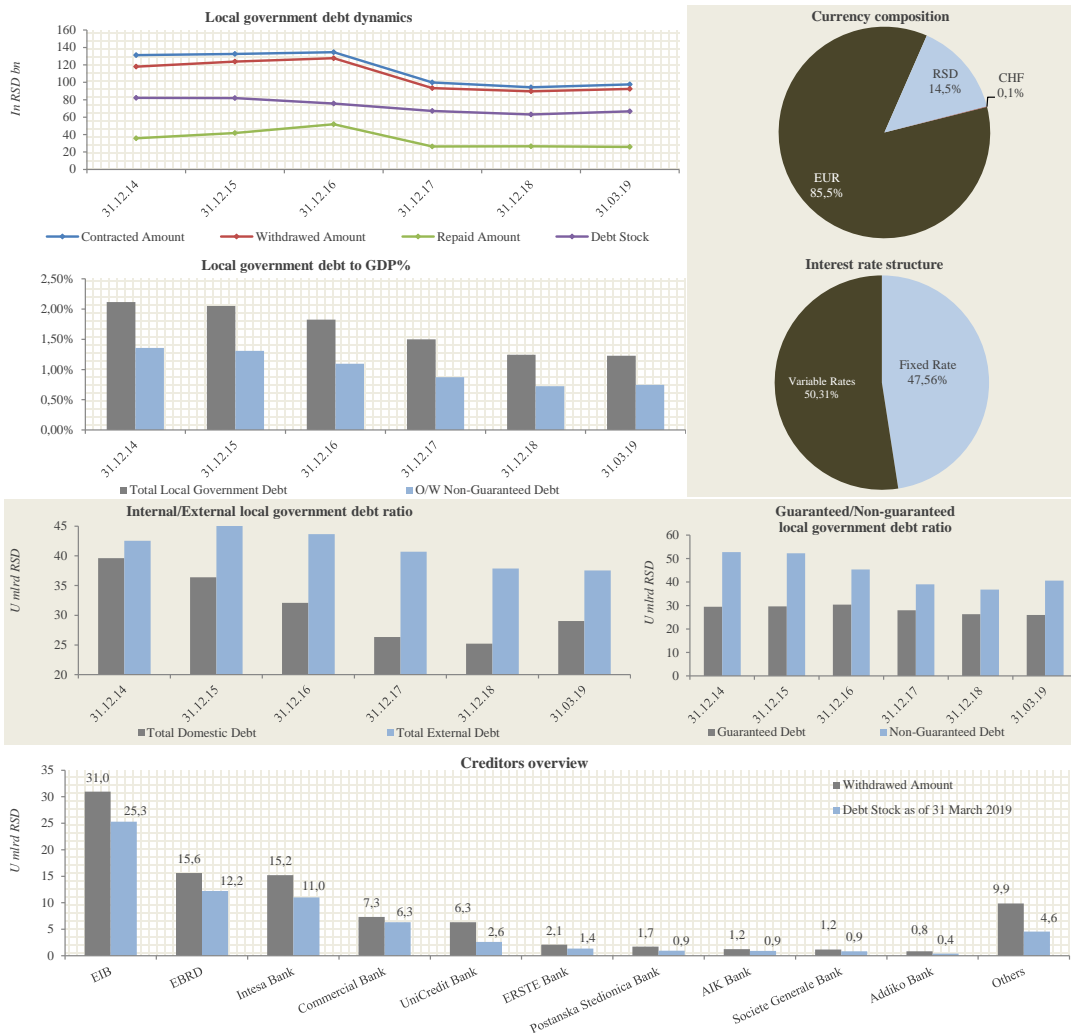 Local government debt dynamics
In RSD bn
160
140
120
100
80
60
40
20
0
31.12.14
31.12.15
31.12.16
31.12.17
31.12.18
31.03.19
Contracted Amount
Withdrawed Amount
Repaid Amount
Debt Stock
Currency composition
RSD
14,5%
CHF
0,1%
EUR
85,5%
Local government debt to GDP%
2,50%
2,00%
1,50%
1,00%
0,50%
0,00%
31.12.14
31.12.15
31.12.16
31.12.17
31.12.18
31.03.19
Total Local Government Debt
O/W Non-Guaranteed Debt
Interest rate structure
Variable Rates
50,31%
Fixed Rate
47,56%
Internal/External local government debt ratio
U mlrd RSD
45
40
35
30
25
20
31.12.14
31.12.15
31.12.16
31.12.17
31.12.18
31.03.19
Total Domestic Debt
Total External Debt
Guaranteed/Non-guaranteed
local government debt ratio
U mlrd RSD
60
50
40
30
20
10
0
31.12.14
31.12.15
31.12.16
31.12.17
31.12.18
31.03.19
Guaranteed Debt
Non-Guaranteed Debt
Creditors overview
U mlrd RSD
35
30
25
20
15
10
5
0
Withdrawed Amount
Debt Stock as of 31 March 2019
31,0
25,3
15,6
12,2
15,2
11,0
7,3
6,3
6,3
2,6
2,1
1,4
1,7
0,9
1,2
0,9
1,2
0,9
0,8
0,4
9,9
4,6
EIB
EBRD
Intesa Bank
Commercial Bank
UniCredit Bank
ERSTE Bank
Postanska Stedionica Bank
AIK Bank
Societe Generale Bank
Addiko Bank
Others